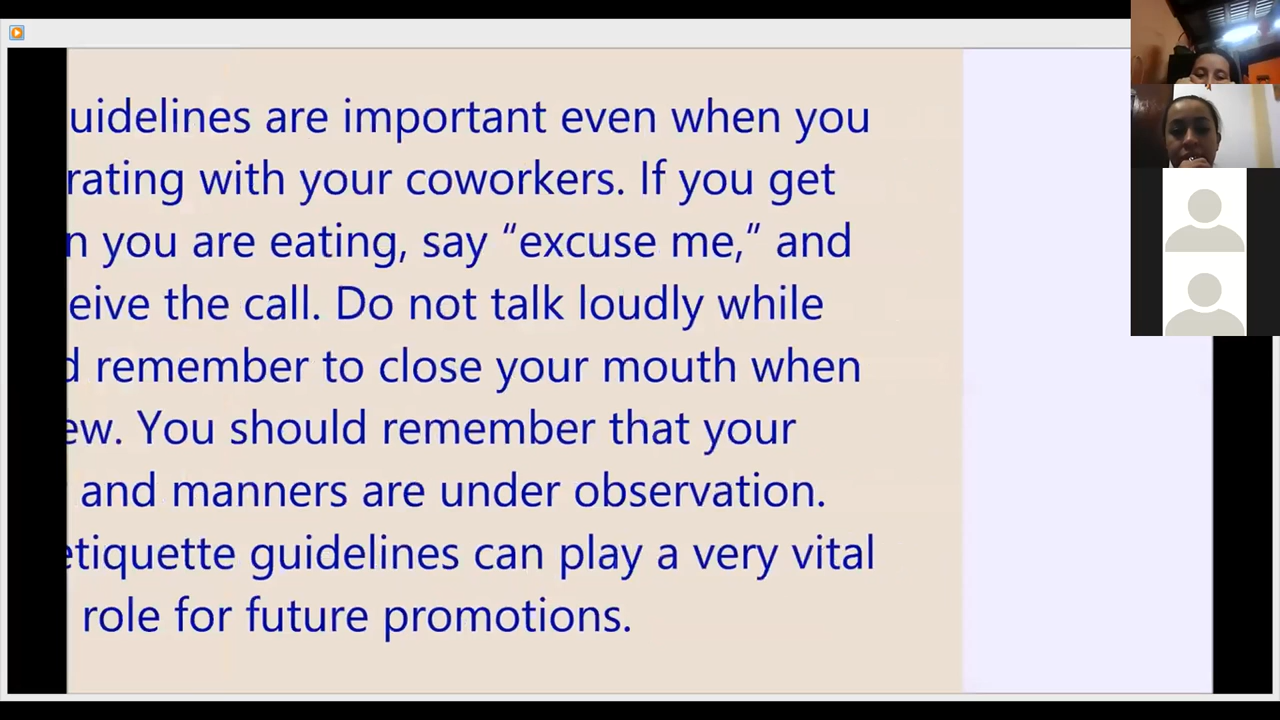 uidelines are important even when you
rating with your coworkers. If you get
n you are eating, say “excuse me,” and
eive the call. Do not talk loudly while
d remember to close your mouth when
ew. You should remember that your
and manners are under observation.
etiquette guidelines can play a very vital
role for future promotions.